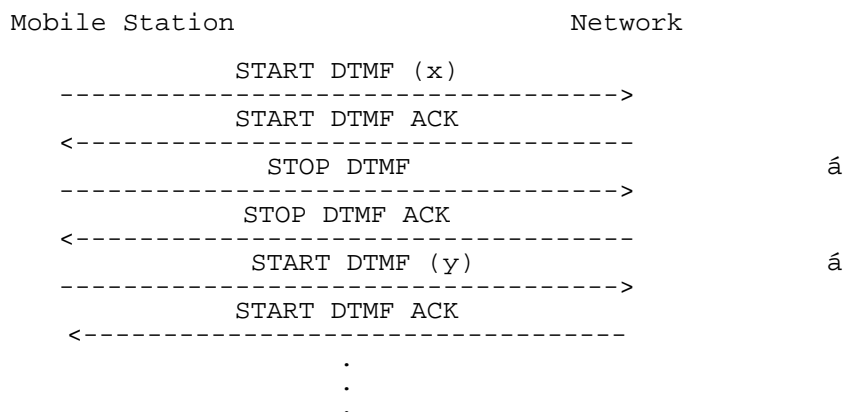 Mobile Station Network
START DTMF (x)
----------------------------------->
START DTMF ACK
<-----------------------------------
STOP DTMF á
----------------------------------->
STOP DTMF ACK
<-----------------------------------
START DTMF (y) á
----------------------------------->
START DTMF ACK
<----------------------------------
.
.
.